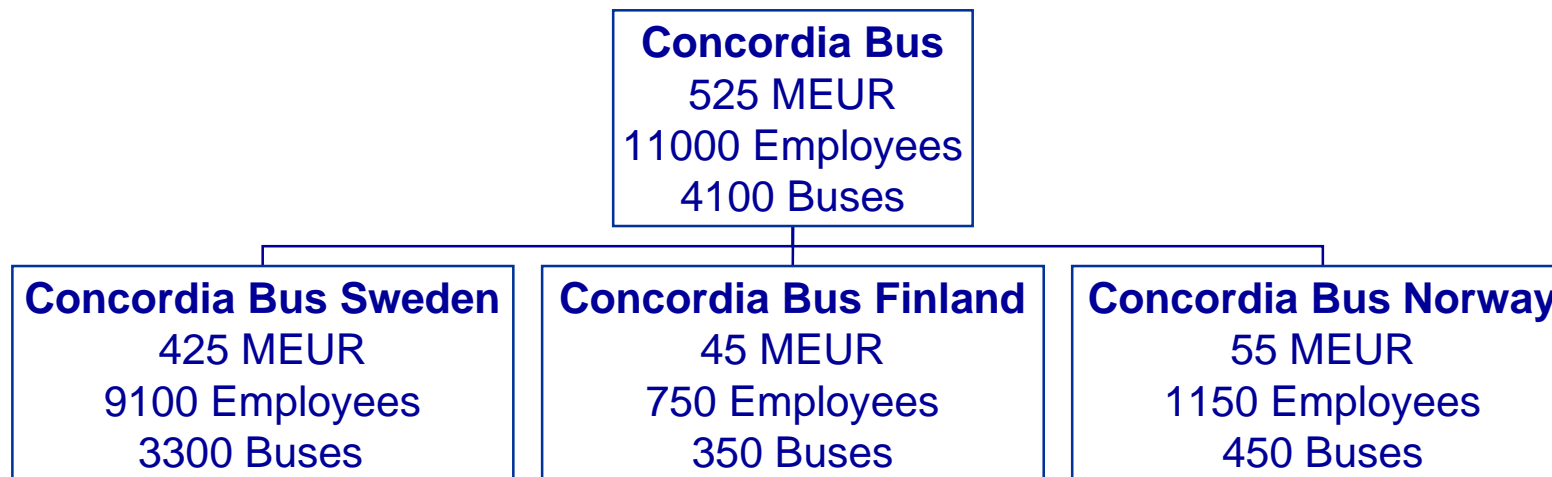 Concordia Bus
525 MEUR
11000 Employees
4100 Buses
Concordia Bus Sweden
425 MEUR
9100 Employees
3300 Buses
Concordia Bus Finland
45 MEUR
750 Employees
350 Buses
Concordia Bus Norway
55 MEUR
1150 Employees
450 Buses